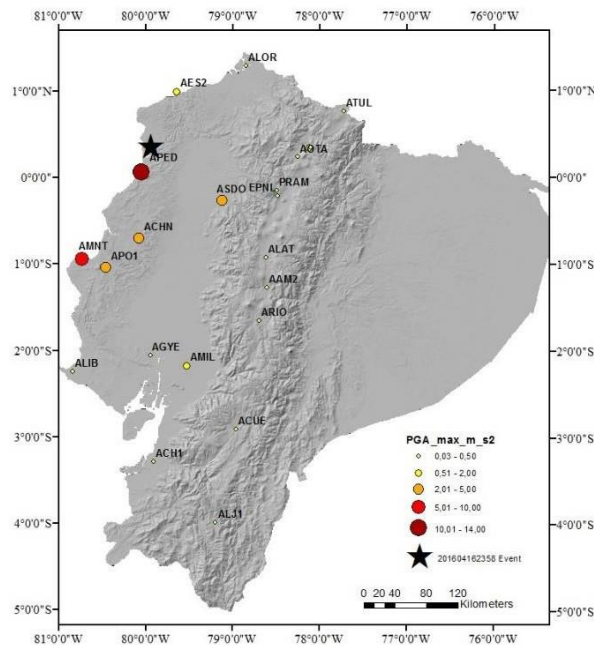 81°0'0"W 80°0'0"W 79°0'0"W 78°0'0"W 77°0'0"W 76°0'0"W
ALOR
AES2
1°0'0"N 1°0'0"N
ATUL
APED
EPNL PRAM
0°0'0" 0°0'0"
ASDO
ACHN
AMNT
APO1
ALAT
1°0'0"S 1°0'0"S
AAM2
ARIO
AGYE
AMIL
ALIB
2°0'0"S 2°0'0"S
ACUE
3°0'0"S 3°0'0"S
ACH1
ALJ1
4°0'0"S 4°0'0"S
5°0'0"S 5°0'0"S
PGA_max_m_s2
0,03 - 0,50
0,51 - 2,00
2,01 - 5,00
5,01 - 10,00
10,01 - 14,00
201604162358 Event
0 20 40 80 120
Kilometers
81°0'0"W 80°0'0"W 79°0'0"W 78°0'0"W 77°0'0"W 76°0'0"W